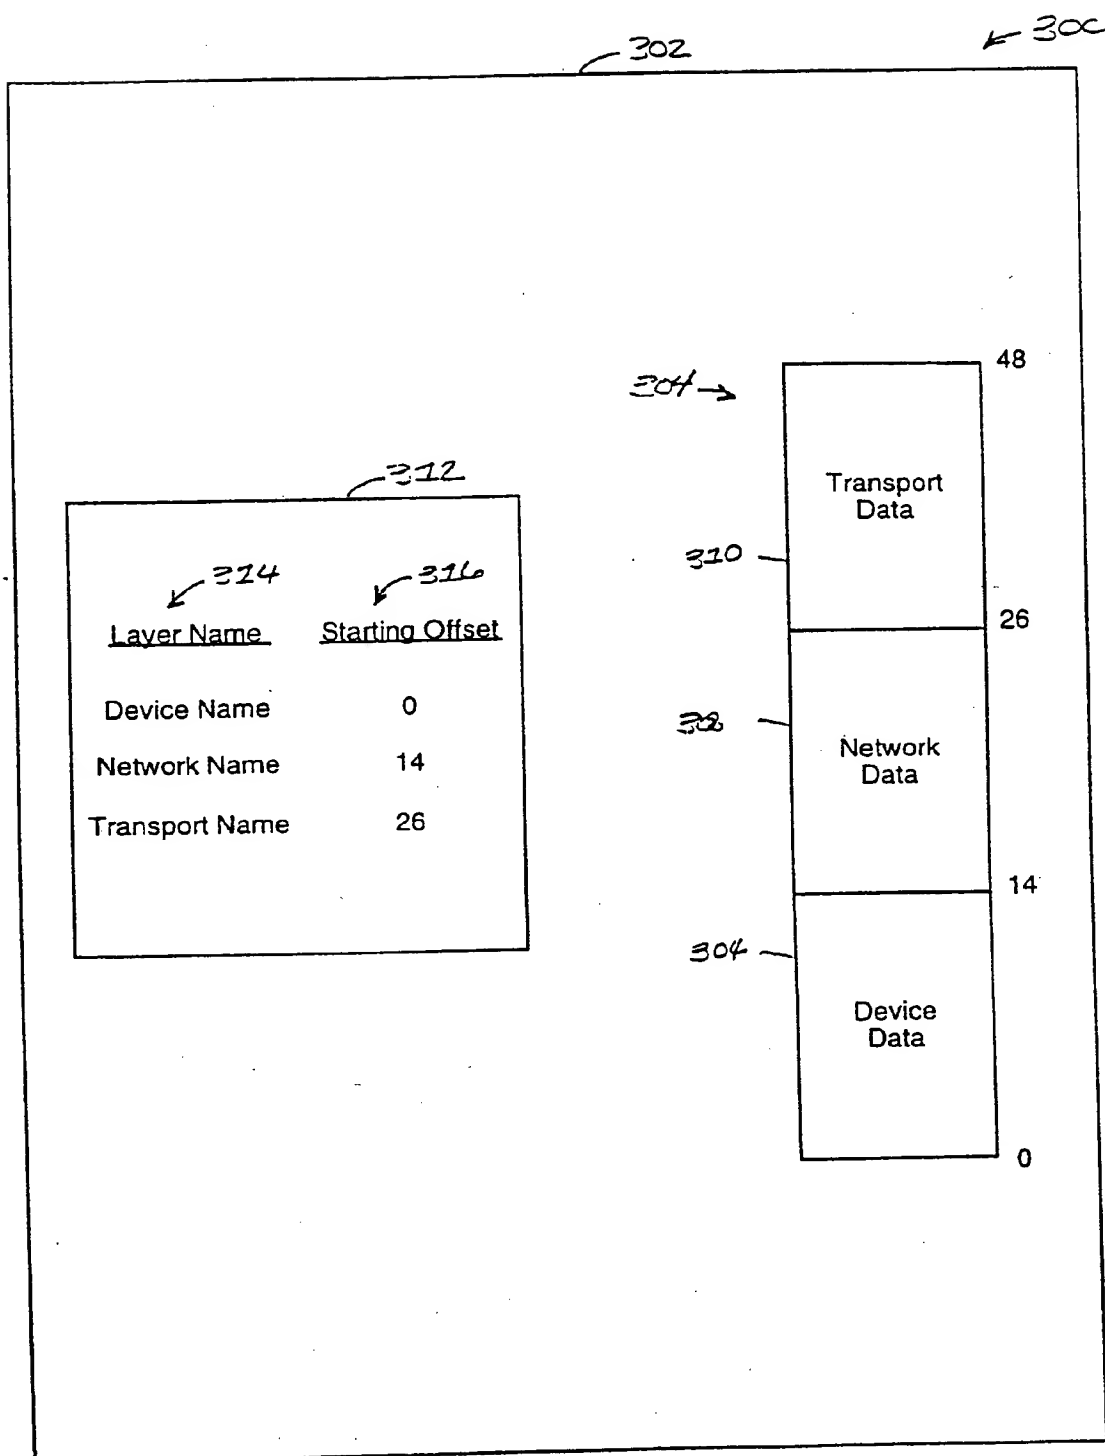 302
300
304
48
Transport
Data
312
310
314
316
26
Layer Name Starting Offset
Device Name 0
308
Network
Data
Network Name 14
Transport Name 26
14
304
Device
Data
0